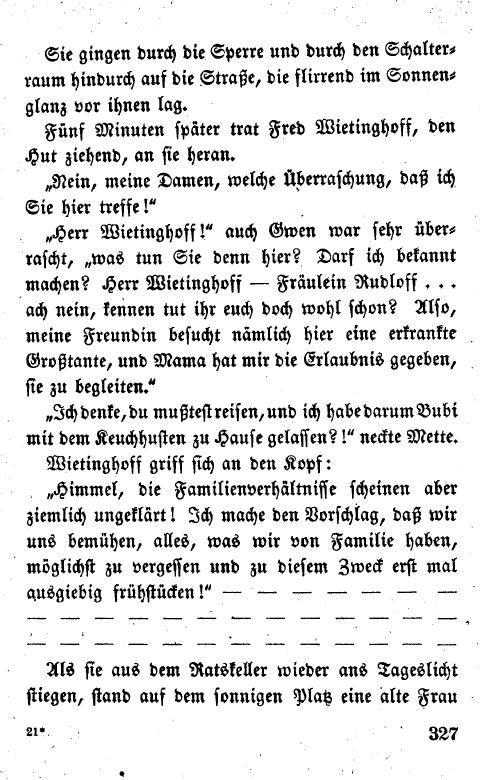 Sie gingen durch die Sperre und durch den Schalter-
raum hindurch auf die Straße, die flirrend im Sonnen-
glanz vor ihnen lag.
Fünf Minuten später trat Fred Wietinghoff, den
Hut ziehend, an sie heran.
„Nein, meine Damen, welche Überraschung, daß ich
Sie hier treffe!“
„Herr Wietinghoff!“ auch Gwen war sehr über-
rascht, „was tun Sie denn hier? Darf ich bekannt
machen? Herr Wietinghoff — Fräulein Rudloff ...
ach nein, kennen tut ihr euch doch wohl schon? Also,
meine Freundin besucht nämlich hier eine erkrankte
Großtante, und Mama hat mir die Erlaubnis gegeben,
sie zu begleiten.“
„Ich denke, du mußtest reisen, und ich habe darum Bubi
mit dem Keuchhusten zu Hause gelassen?!“ neckte Mette.
Wietinghoff griff sich an den Kopf:
„Himmel, die Familienverhältnisse scheinen aber
ziemlich ungeklärt! Ich mache den Vorschlag, daß wir
uns bemühen, alles, was wir von Familie haben,
möglichst zu vergessen und zu diesem Zweck erst mal
ausgiebig frühstücken!“ — — — — — — — —
— — — — — — — — — — — — — — —
— — — — — — — — — — — — — — —
Als sie aus dem Ratskeller wieder ans Tageslicht
stiegen, stand auf dem sonnigen Platz eine alte Frau
21* 327